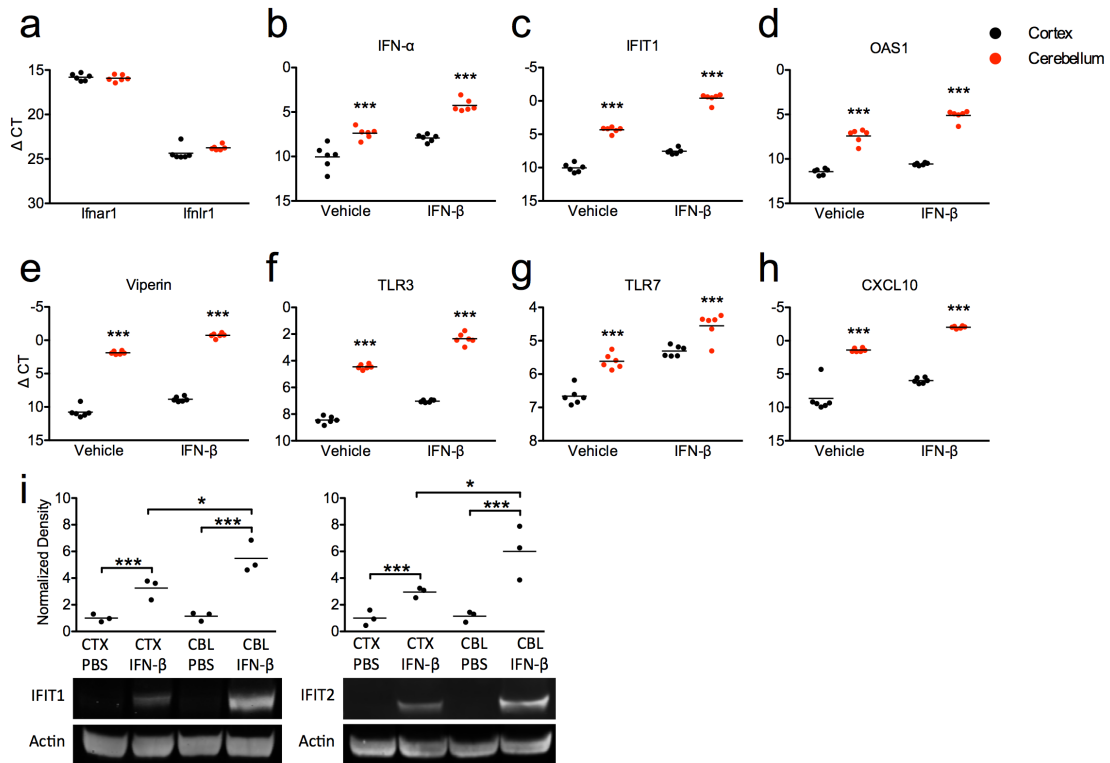 a
b
c
d
IFN-α
IFIT1
OAS1
Cortex
Cerebellum
Δ CT
15
20
25
30
Ifnar1
Ifnlr1
0
5
10
15
***
***
Vehicle
IFN-β
-5
0
5
10
15
***
***
Vehicle
IFN-β
0
5
10
15
***
***
Vehicle
IFN-β
e
f
g
h
Viperin
TLR3
TLR7
CXCL10
Δ CT
-5
0
5
10
15
***
***
Vehicle
IFN-β
0
2
4
6
8
10
***
***
Vehicle
IFN-β
4
5
6
7
8
***
***
Vehicle
IFN-β
-5
0
5
10
15
***
***
Vehicle
IFN-β
i
Normalized Density
10
8
6
4
2
0
***
***
*
CTX PBS
CTX IFN-β
CBL PBS
CBL IFN-β
IFIT1
Actin
10
8
6
4
2
0
***
***
*
CTX PBS
CTX IFN-β
CBL PBS
CBL IFN-β
IFIT2
Actin